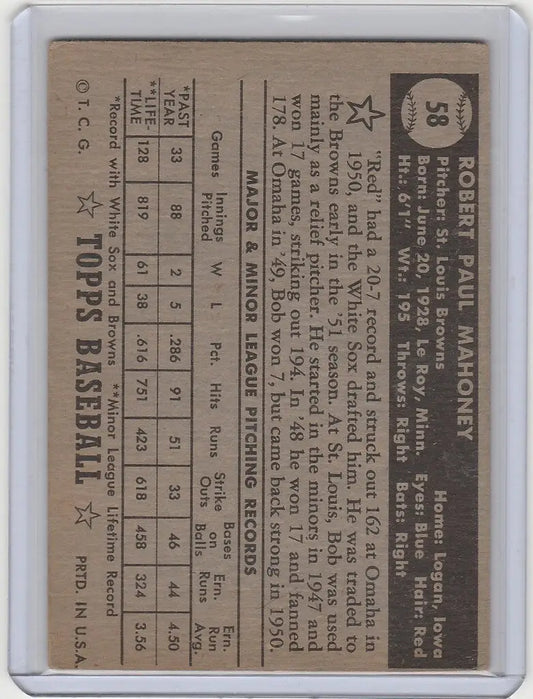 58
ROBERT PAUL MAHONEY
Pitcher: St. Louis Browns Home: Logan, Iowa
Born: June 20, 1928, Le Roy, Minn. Eyes: Blue Hair: Red
Ht.: 6'1" Wt.: 195 Throws: Right Bats: Right
"Red" had a 20-7 record and struck out 162 at Omaha in
1950, and the White Sox drafted him. He was traded to
the Browns early in the '51 season. At St. Louis, Bob was used
mainly as a relief pitcher. He started in the minors in 1947 and
won 17 games, striking out 194. In '48 he won 17 and fanned
178. At Omaha in '49, Bob won 7, but came back strong in 1950.
MAJOR & MINOR LEAGUE PITCHING RECORDS
Games Innings Pitched W L Pct. Hits Runs Strike Outs Bases on Balls Ern. Runs Ern. Run Avg.
*PAST YEAR 33 88 2 5 .286 91 51 33 46 44 4.50
**LIFE- TIME 128 819 61 38 .616 751 423 618 458 324 3.56
*Record with White Sox and Browns **Minor League Lifetime Record
© T. C. G. TOPPS BASEBALL PRTD. IN U.S.A.